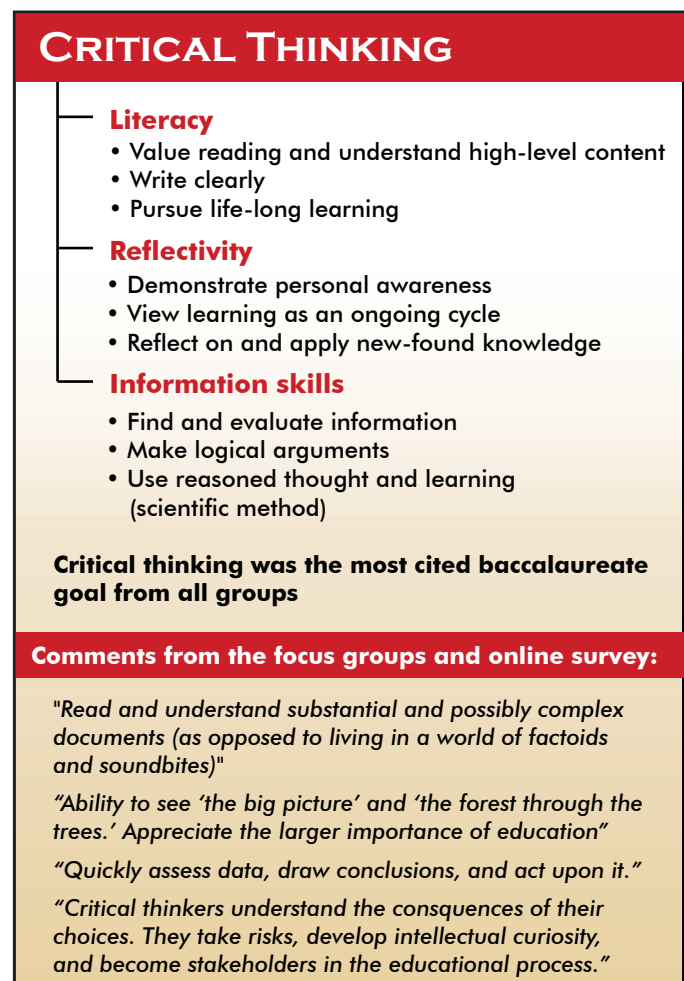 CRITICAL THINKING
Literacy
• Value reading and understand high-level content
• Write clearly
• Pursue life-long learning
Reflectivity
• Demonstrate personal awareness
• View learning as an ongoing cycle
• Reflect on and apply new-found knowledge
Information skills
• Find and evaluate information
• Make logical arguments
• Use reasoned thought and learning
(scientific method)
Critical thinking was the most cited baccalaureate
goal from all groups
Comments from the focus groups and online survey:
"Read and understand substantial and possibly complex
documents (as opposed to living in a world of factoids
and soundbites)"
“Ability to see ‘the big picture’ and ‘the forest through the
trees.’ Appreciate the larger importance of education”
“Quickly assess data, draw conclusions, and act upon it.”
“Critical thinkers understand the consquences of their
choices. They take risks, develop intellectual curiosity,
and become stakeholders in the educational process.”